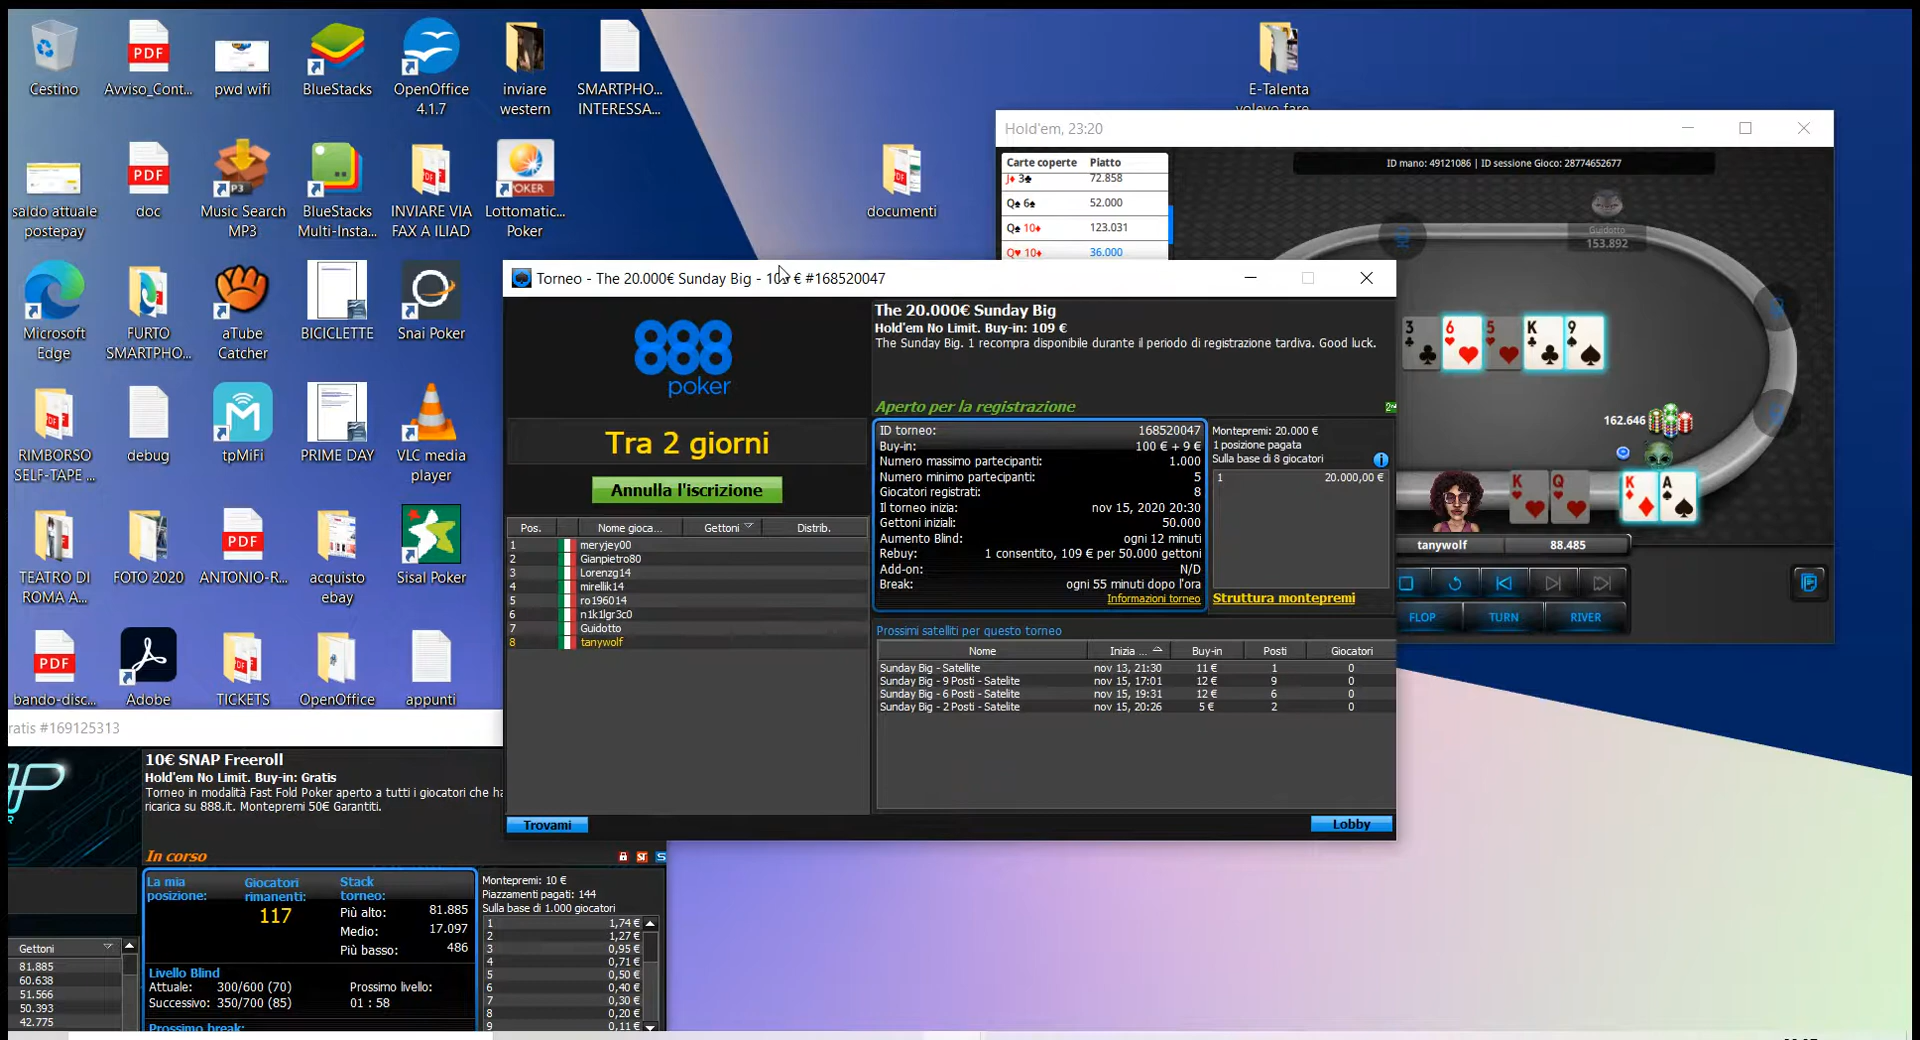 Cestino
Avviso_Cont...
pwd wifi
BlueStacks
OpenOffice
4.1.7
inviare
western
SMARTPHO...
INTERESSA...
E-Talenta
volevo fare
saldo attuale
postepay
doc
Music Search
MP3
BlueStacks
Multi-Insta...
INVIARE VIA
FAX A ILIAD
Lottomatic...
Poker
documenti
Microsoft
Edge
FURTO
SMARTPHO...
aTube
Catcher
BICICLETTE
Snai Poker
RIMBORSO
SELF-TAPE ...
debug
tpMiFi
PRIME DAY
VLC media
player
TEATRO DI
ROMA A...
FOTO 2020
ANTONIO-R...
acquisto
ebay
Sisal Poker
bando-disc...
Adobe
TICKETS
OpenOffice
appunti
Hold'em, 23:20
Carte coperte Piatto
J♦ 3♣ 72.858
Q♠ 6♠ 52.000
Q♠ 10♦ 123.031
Q♥ 10♦ 36.000
ID mano: 49121086 | ID sessione Gioco: 28774652677
Guidotto
153.892
3 6 5 K 9
162.646
K Q
K A
tanywolf 88.485
FLOP TURN RIVER
Torneo - The 20.000€ Sunday Big - 10 € #168520047
888
poker
Tra 2 giorni
Annulla l'iscrizione
Pos. Nome gioca... Gettoni Distrib.
1 meryjey00
2 Gianpietro80
3 Lorenzg14
4 mirellik14
5 ro196014
6 n1k1lgr3c0
7 Guidotto
8 tanywolf
Trovami
The 20.000€ Sunday Big
Hold'em No Limit. Buy-in: 109 €
The Sunday Big. 1 recompra disponibile durante il periodo di registrazione tardiva. Good luck.
Aperto per la registrazione
ID torneo: 168520047
Buy-in: 100 € + 9 €
Numero massimo partecipanti: 1.000
Numero minimo partecipanti: 5
Giocatori registrati: 8
Il torneo inizia: nov 15, 2020 20:30
Gettoni iniziali: 50.000
Aumento Blind: ogni 12 minuti
Rebuy: 1 consentito, 109 € per 50.000 gettoni
Add-on: N/D
Break: ogni 55 minuti dopo l'ora
Informazioni torneo
Montepremi: 20.000 €
1 posizione pagata
Sulla base di 8 giocatori
1 20.000,00 €
Struttura montepremi
Prossimi satelliti per questo torneo
Nome Inizia ... Buy-in Posti Giocatori
Sunday Big - Satellite nov 13, 21:30 11 € 1 0
Sunday Big - 9 Posti - Satelite nov 15, 17:01 12 € 9 0
Sunday Big - 6 Posti - Satelite nov 15, 19:31 12 € 6 0
Sunday Big - 2 Posti - Satelite nov 15, 20:26 5 € 2 0
Lobby
ratis #169125313
10€ SNAP Freeroll
Hold'em No Limit. Buy-in: Gratis
Torneo in modalità Fast Fold Poker aperto a tutti i giocatori che ha
ricarica su 888.it. Montepremi 50€ Garantiti.
In corso
La mia
posizione:
Giocatori
rimanenti:
117
Stack
torneo:
Più alto: 81.885
Medio: 17.097
Più basso: 486
Livello Blind
Attuale: 300/600 (70)
Successivo: 350/700 (85)
Prossimo livello:
01 : 58
Prossimo break:
Gettoni
81.885
60.638
51.566
50.393
42.775
Montepremi: 10 €
Piazzamenti pagati: 144
Sulla base di 1.000 giocatori
1 1,74 €
2 1,27 €
3 0,95 €
4 0,71 €
5 0,50 €
6 0,40 €
7 0,30 €
8 0,20 €
9 0,11 €